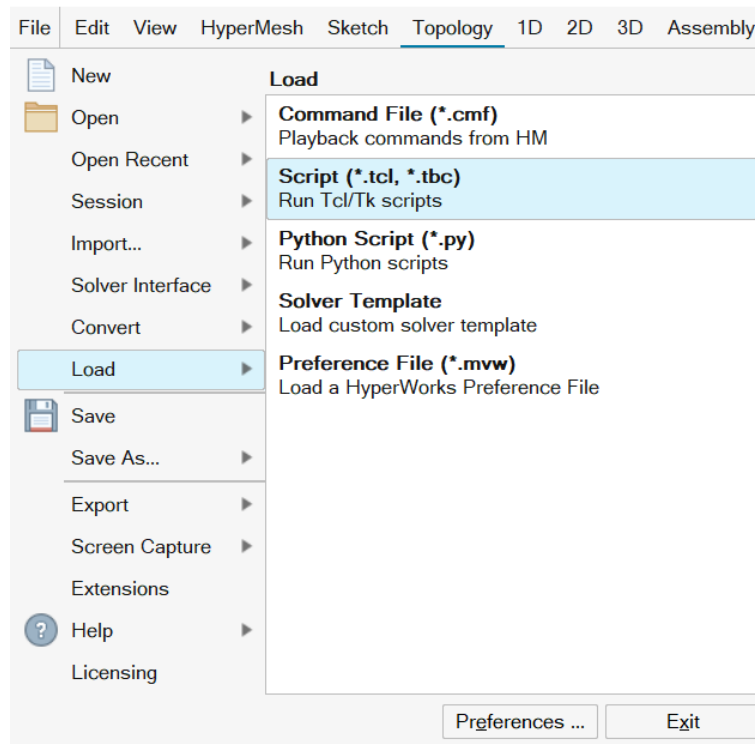 File Edit View HyperMesh Sketch Topology 1D 2D 3D Assembly
New
Open
Open Recent
Session
Import...
Solver Interface
Convert
Load
Save
Save As...
Export
Screen Capture
Extensions
? Help
Licensing
Load
Command File (*.cmf)
Playback commands from HM
Script (*.tcl, *.tbc)
Run Tcl/Tk scripts
Python Script (*.py)
Run Python scripts
Solver Template
Load custom solver template
Preference File (*.mvw)
Load a HyperWorks Preference File
Preferences ... Exit